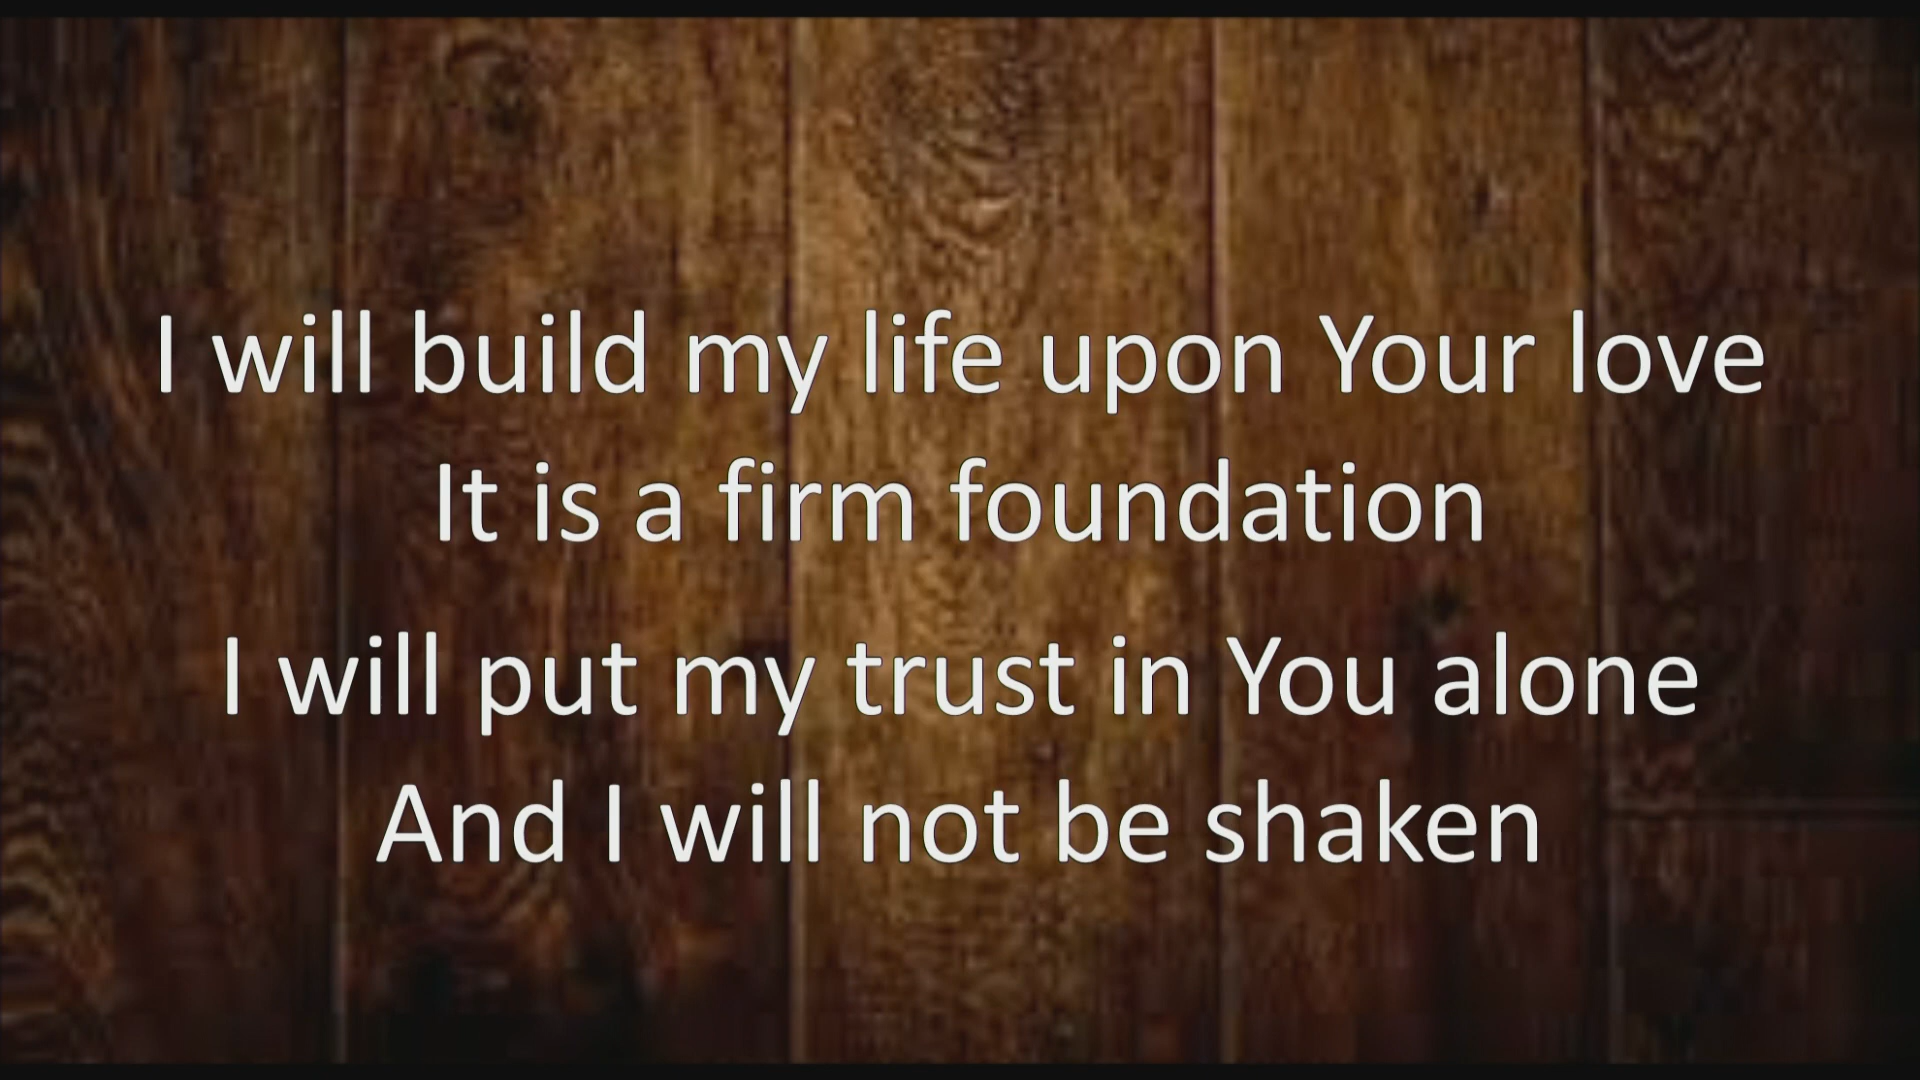 I will build my life upon Your love
It is a firm foundation
I will put my trust in You alone
And I will not be shaken